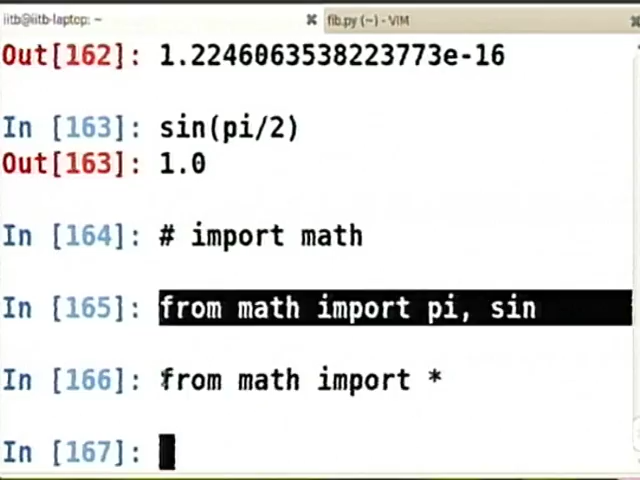 iitb@iitb-laptop: ~
fib.py (~) - VIM
Out[162]: 1.2246063538223773e-16
In [163]: sin(pi/2)
Out[163]: 1.0
In [164]: # import math
In [165]: from math import pi, sin
In [166]: from math import *
In [167]: